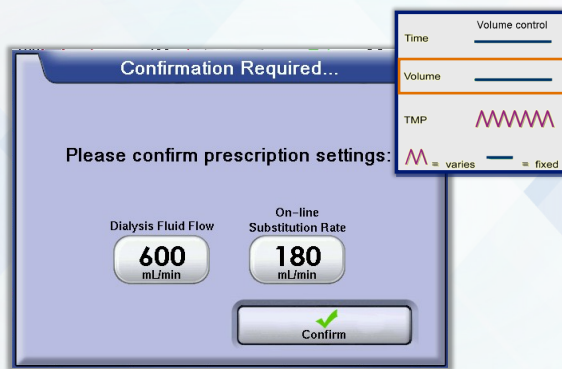 Confirmation Required...
Please confirm prescription settings:
Dialysis Fluid Flow
600
mL/min
On-line
Substitution Rate
180
mL/min
Confirm
Volume control
Time
Volume
TMP
= varies = fixed